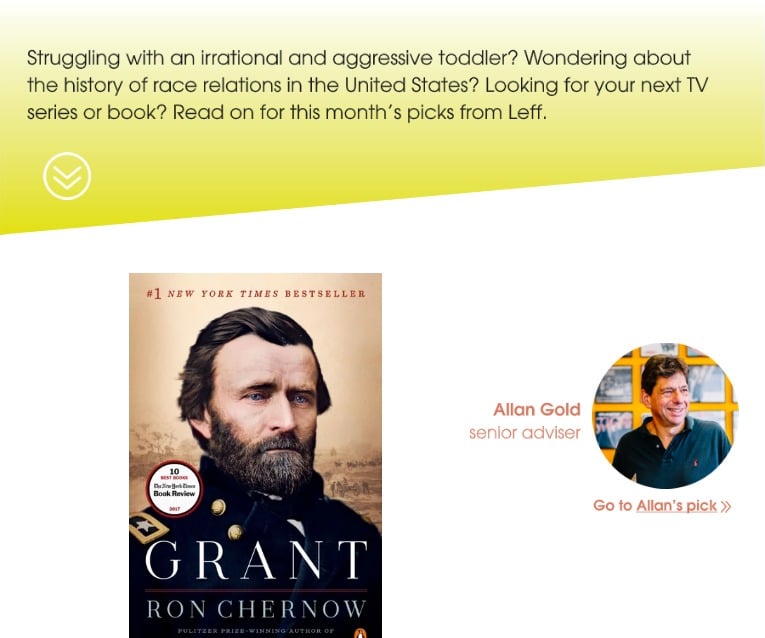 Struggling with an irrational and aggressive toddler? Wondering about
the history of race relations in the United States? Looking for your next TV
series or book? Read on for this month's picks from Leff.
#1 NEW YORK TIMES BESTSELLER
10
BEST BOOKS
The New York Times
Book Review
2017
GRANT
RON CHERNOW
PULITZER PRIZE-WINNING AUTHOR OF
Allan Gold
senior adviser
Go to Allan's pick